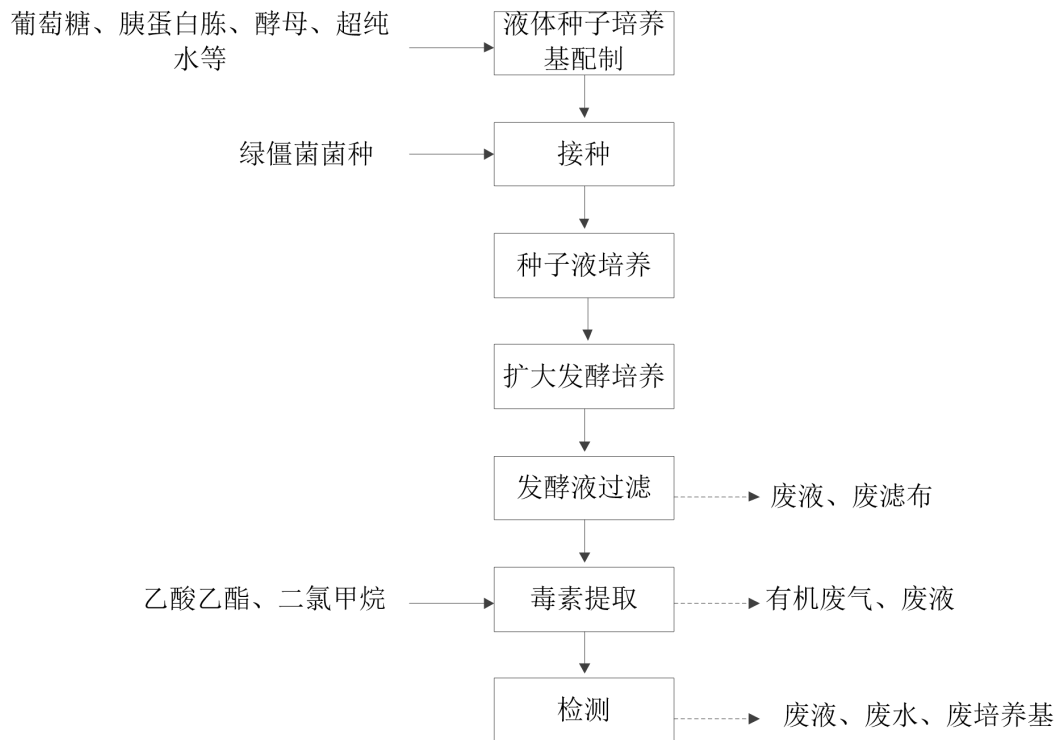 葡萄糖、胰蛋白胨、酵母、超纯
水等
液体种子培养
基配制
绿僵菌菌种
接种
种子液培养
扩大发酵培养
发酵液过滤
废液、废滤布
乙酸乙酯、二氯甲烷
毒素提取
有机废气、废液
检测
废液、废水、废培养基